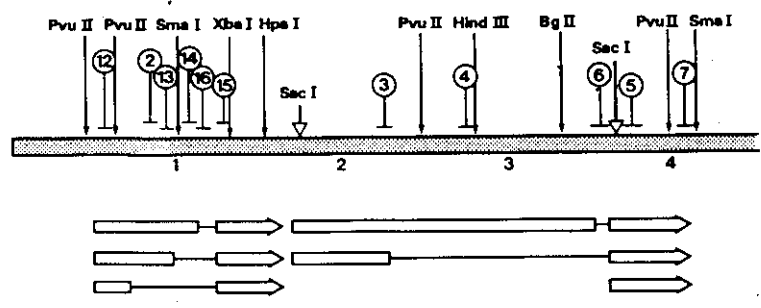 Pvu II Pvu II Sma I Xba I Hpa I Pvu II Hind III Bg II Pvu II Sma I
Sac I
12 2 13 14 16 15 Sac I 3 4 6 5 7
1 2 3 4